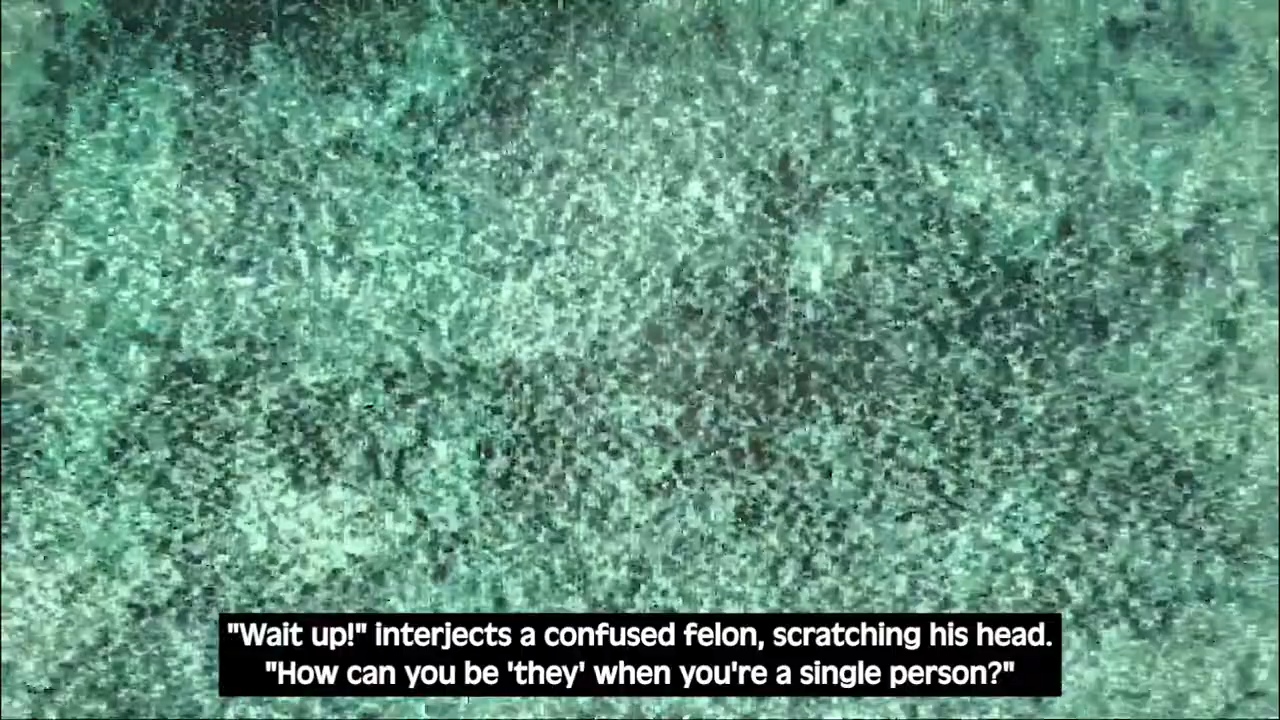 "Wait up!" interjects a confused felon, scratching his head.
"How can you be 'they' when you're a single person?"